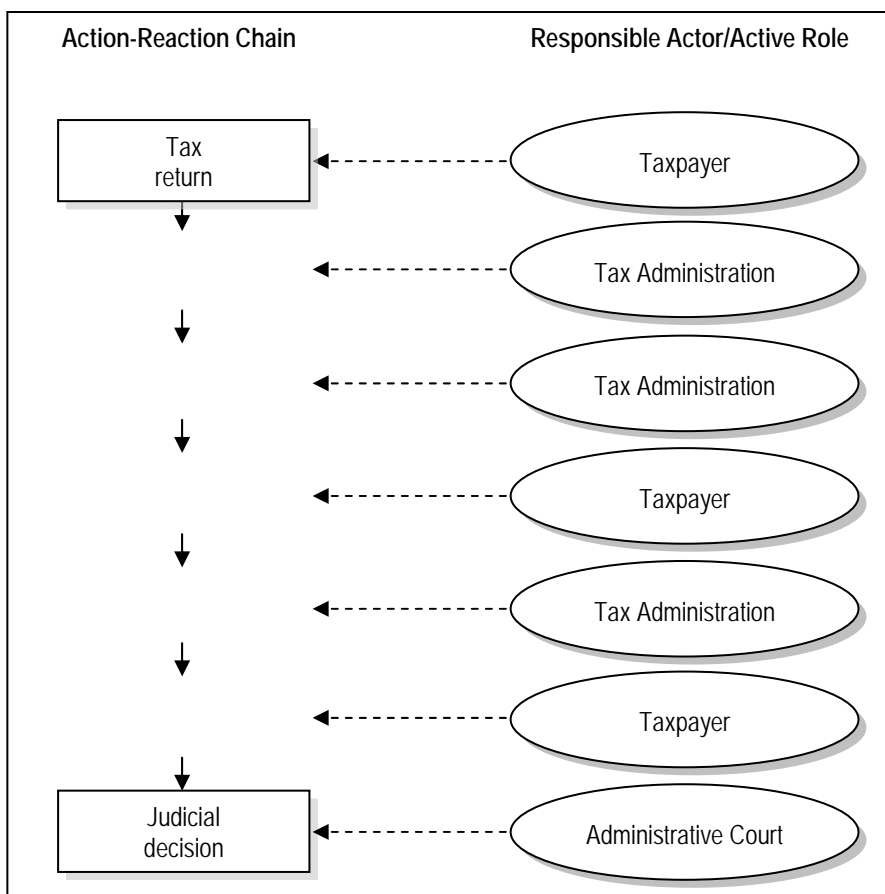 Action-Reaction Chain
Responsible Actor/Active Role
Tax
return
Taxpayer
Tax Administration
Tax Administration
Taxpayer
Tax Administration
Taxpayer
Judicial
decision
Administrative Court